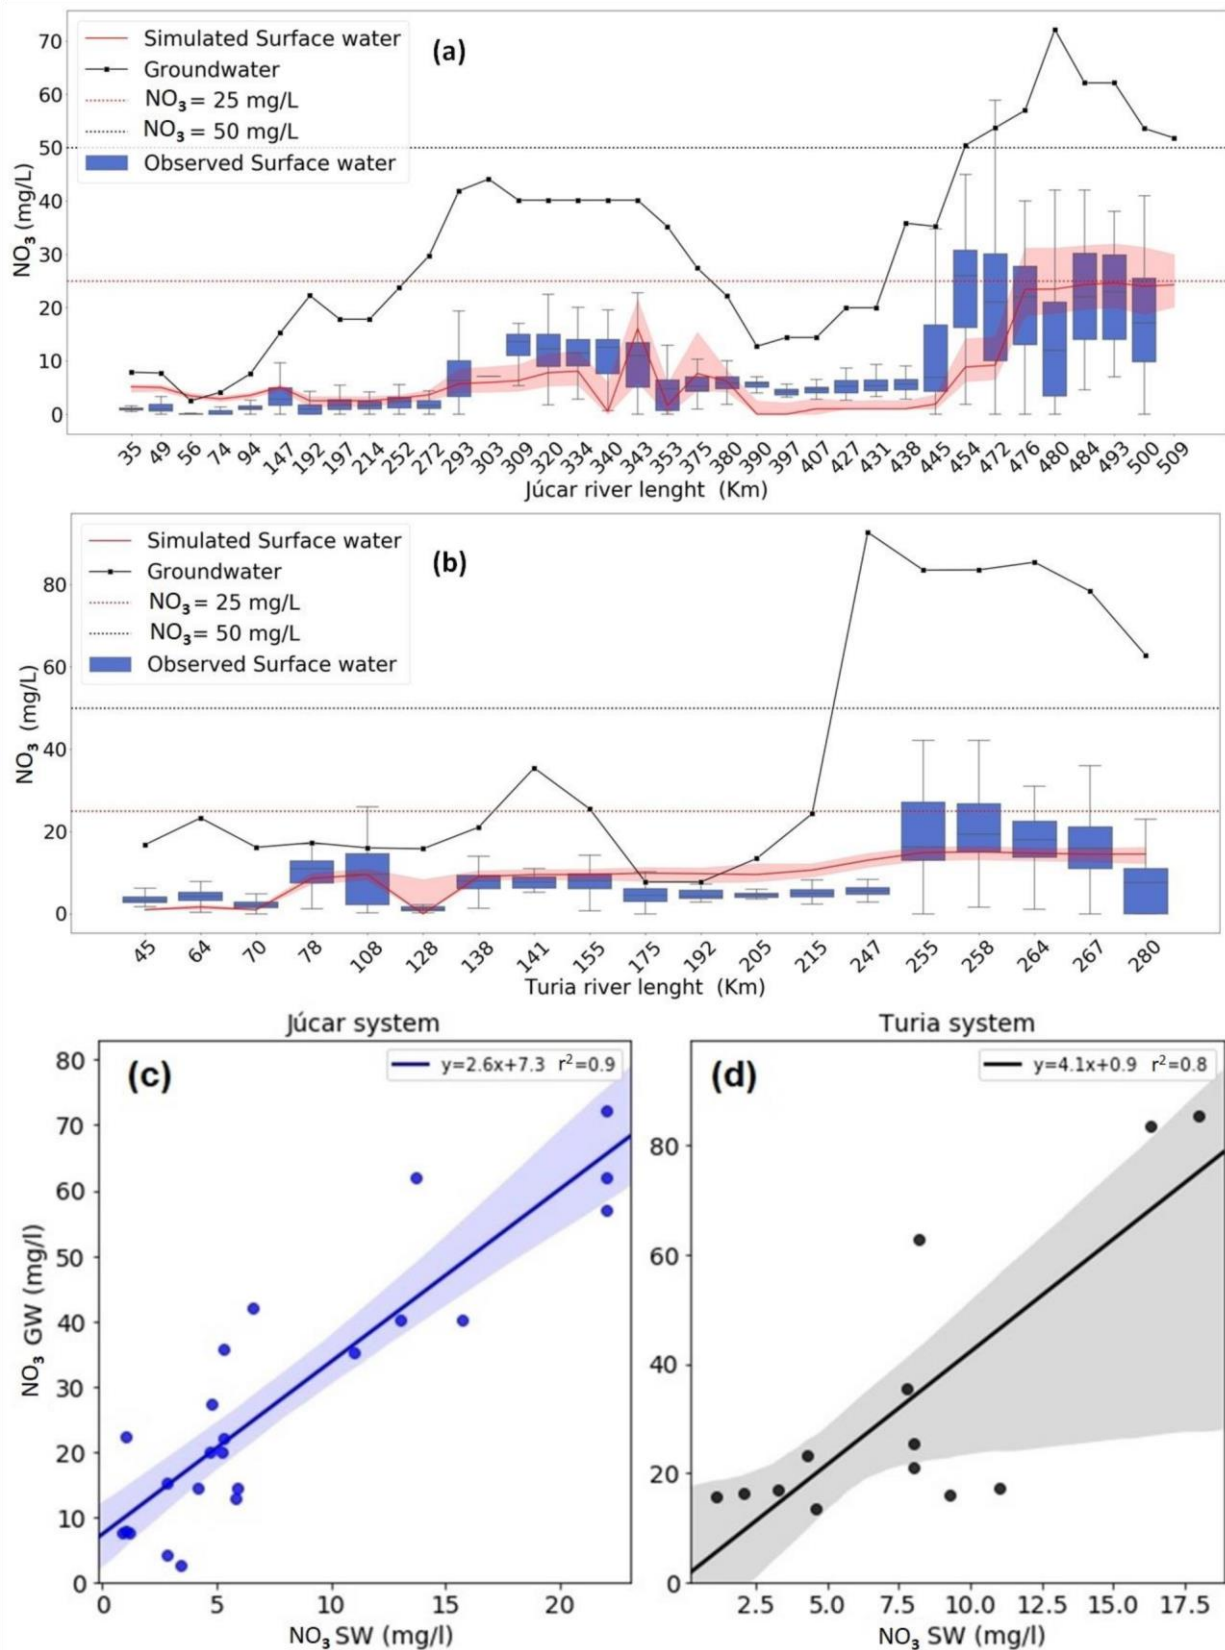 (a)
Simulated Surface water
Groundwater
NO₃= 25 mg/L
NO₃= 50 mg/L
Observed Surface water
NO₃ (mg/L)
70
60
50
40
30
20
10
0
35 49 56 74 94 147 192 197 214 252 272 293 303 309 320 334 340 343 353 375 380 390 397 407 427 431 438 445 454 472 476 480 484 493 500 509
Júcar river lenght (Km)
(b)
Simulated Surface water
Groundwater
NO₃= 25 mg/L
NO₃= 50 mg/L
Observed Surface water
NO₃ (mg/L)
80
60
40
20
0
45 64 70 78 108 128 138 141 155 175 192 205 215 247 255 258 264 267 280
Turia river lenght (Km)
Júcar system
(c)
y=2.6x+7.3 r²=0.9
NO₃ GW (mg/l)
80
70
60
50
40
30
20
10
0
0 5 10 15 20
NO₃ SW (mg/l)
Turia system
(d)
y=4.1x+0.9 r²=0.8
80
60
40
20
0
2.5 5.0 7.5 10.0 12.5 15.0 17.5
NO₃ SW (mg/l)